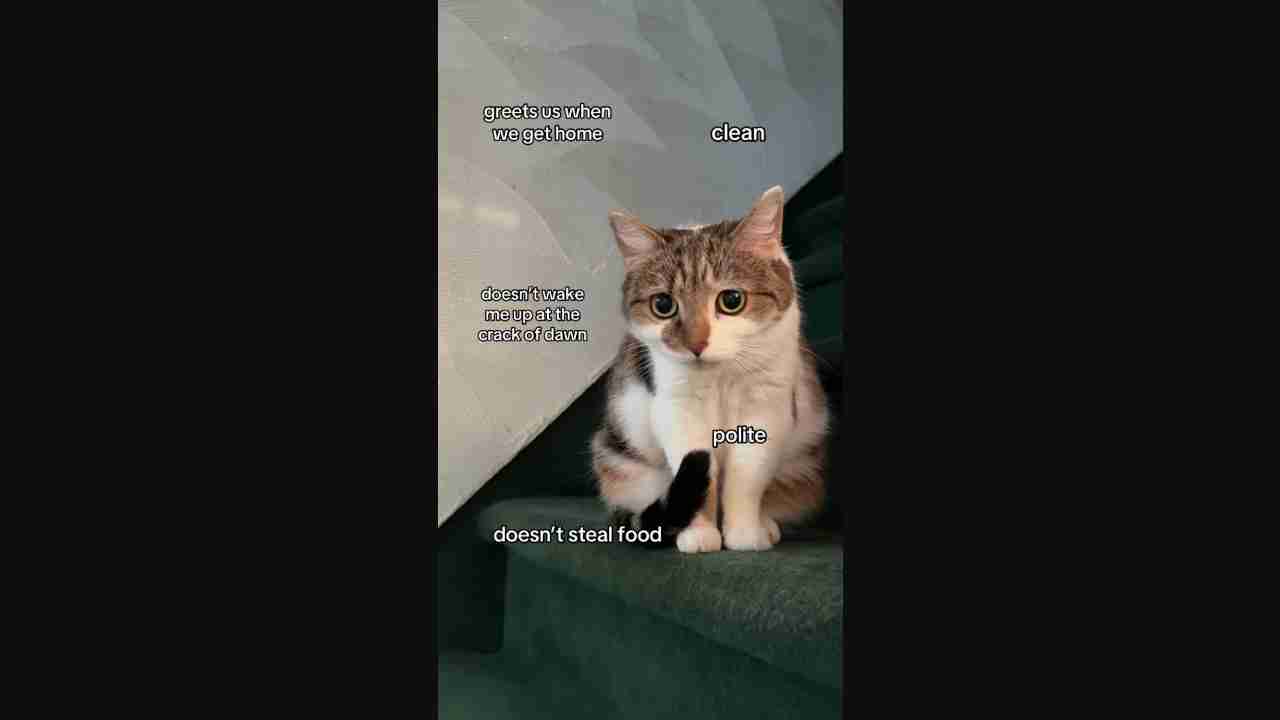 greets us when
we get home
clean
doesn't wake
me up at the
crack of dawn
polite
doesn't steal food